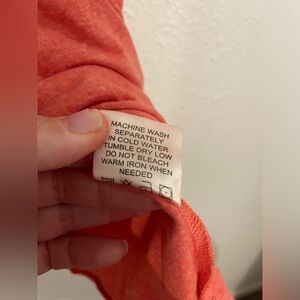 MACHINE WASH
SEPARATELY
IN COLD WATER
TUMBLE DRY LOW
DO NOT BLEACH
WARM IRON WHEN
NEEDED